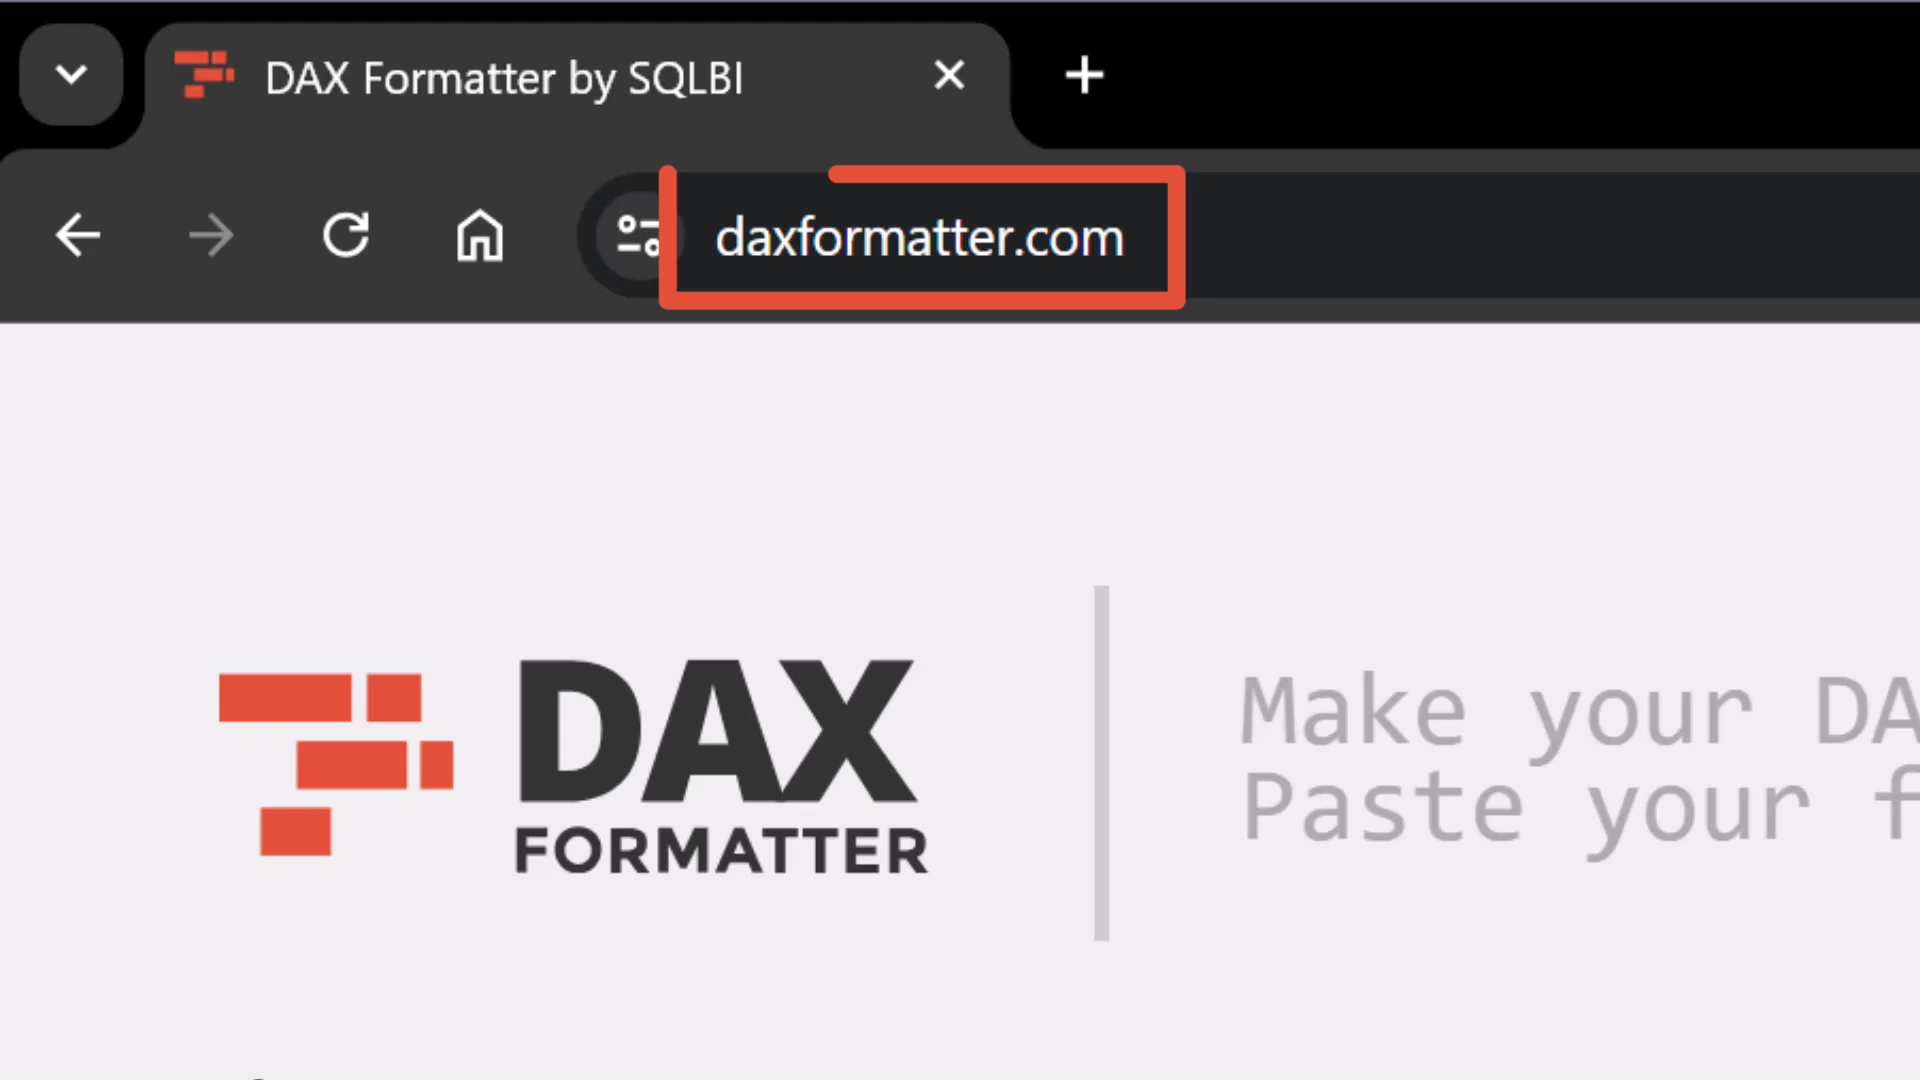 DAX Formatter by SQLBI
daxformatter.com
DAX
FORMATTER
Make your DA
Paste your f